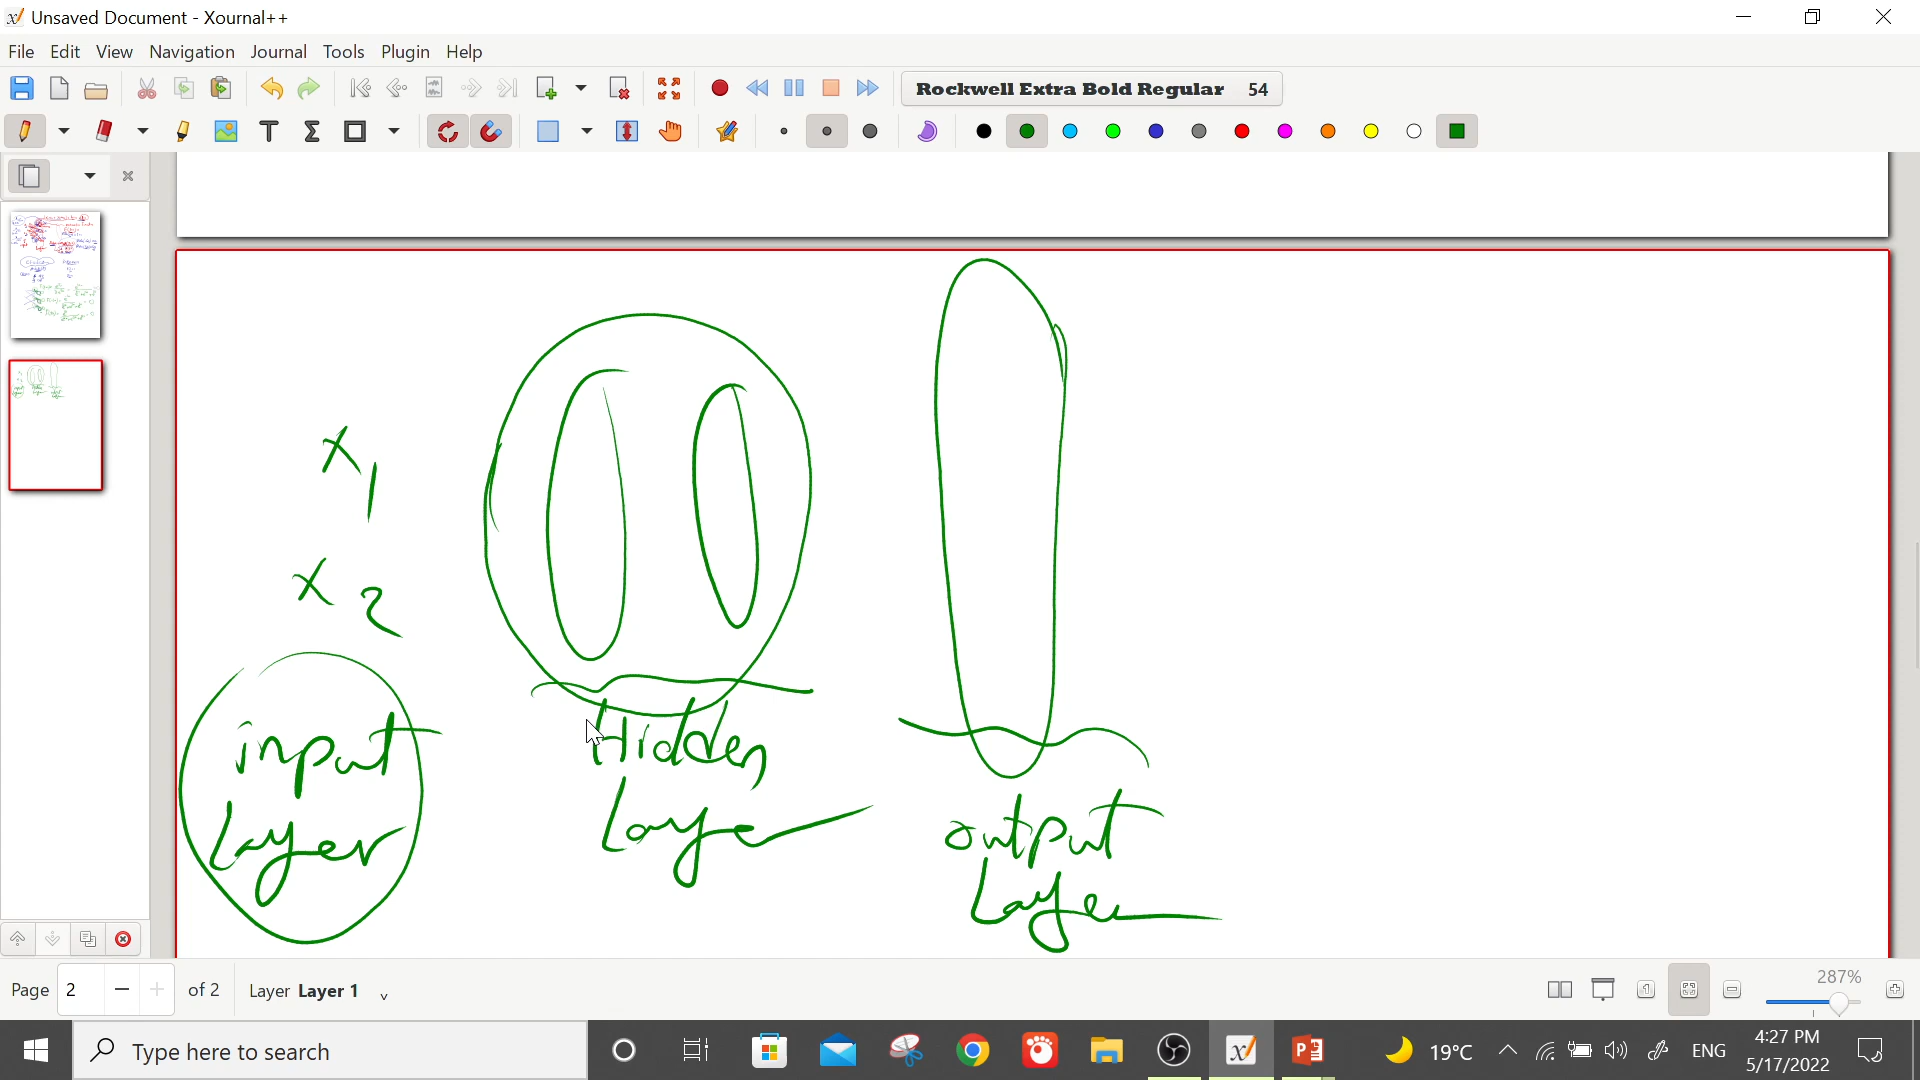 Unsaved Document - Xournal++
File Edit View Navigation Journal Tools Plugin Help
Rockwell Extra Bold Regular 54
x1
x2
input
Layer
Hidden
Layer
output
Layer
Page 2 of 2 Layer Layer 1
287%
Type here to search
19°C
ENG
4:27 PM
5/17/2022